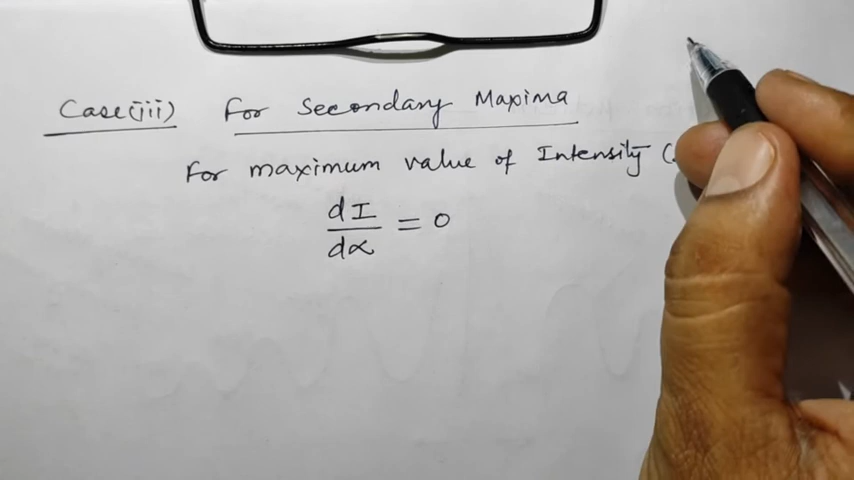 Case(iii) For Secondary Maxima
For maximum value of Intensity (
dI
dα = 0